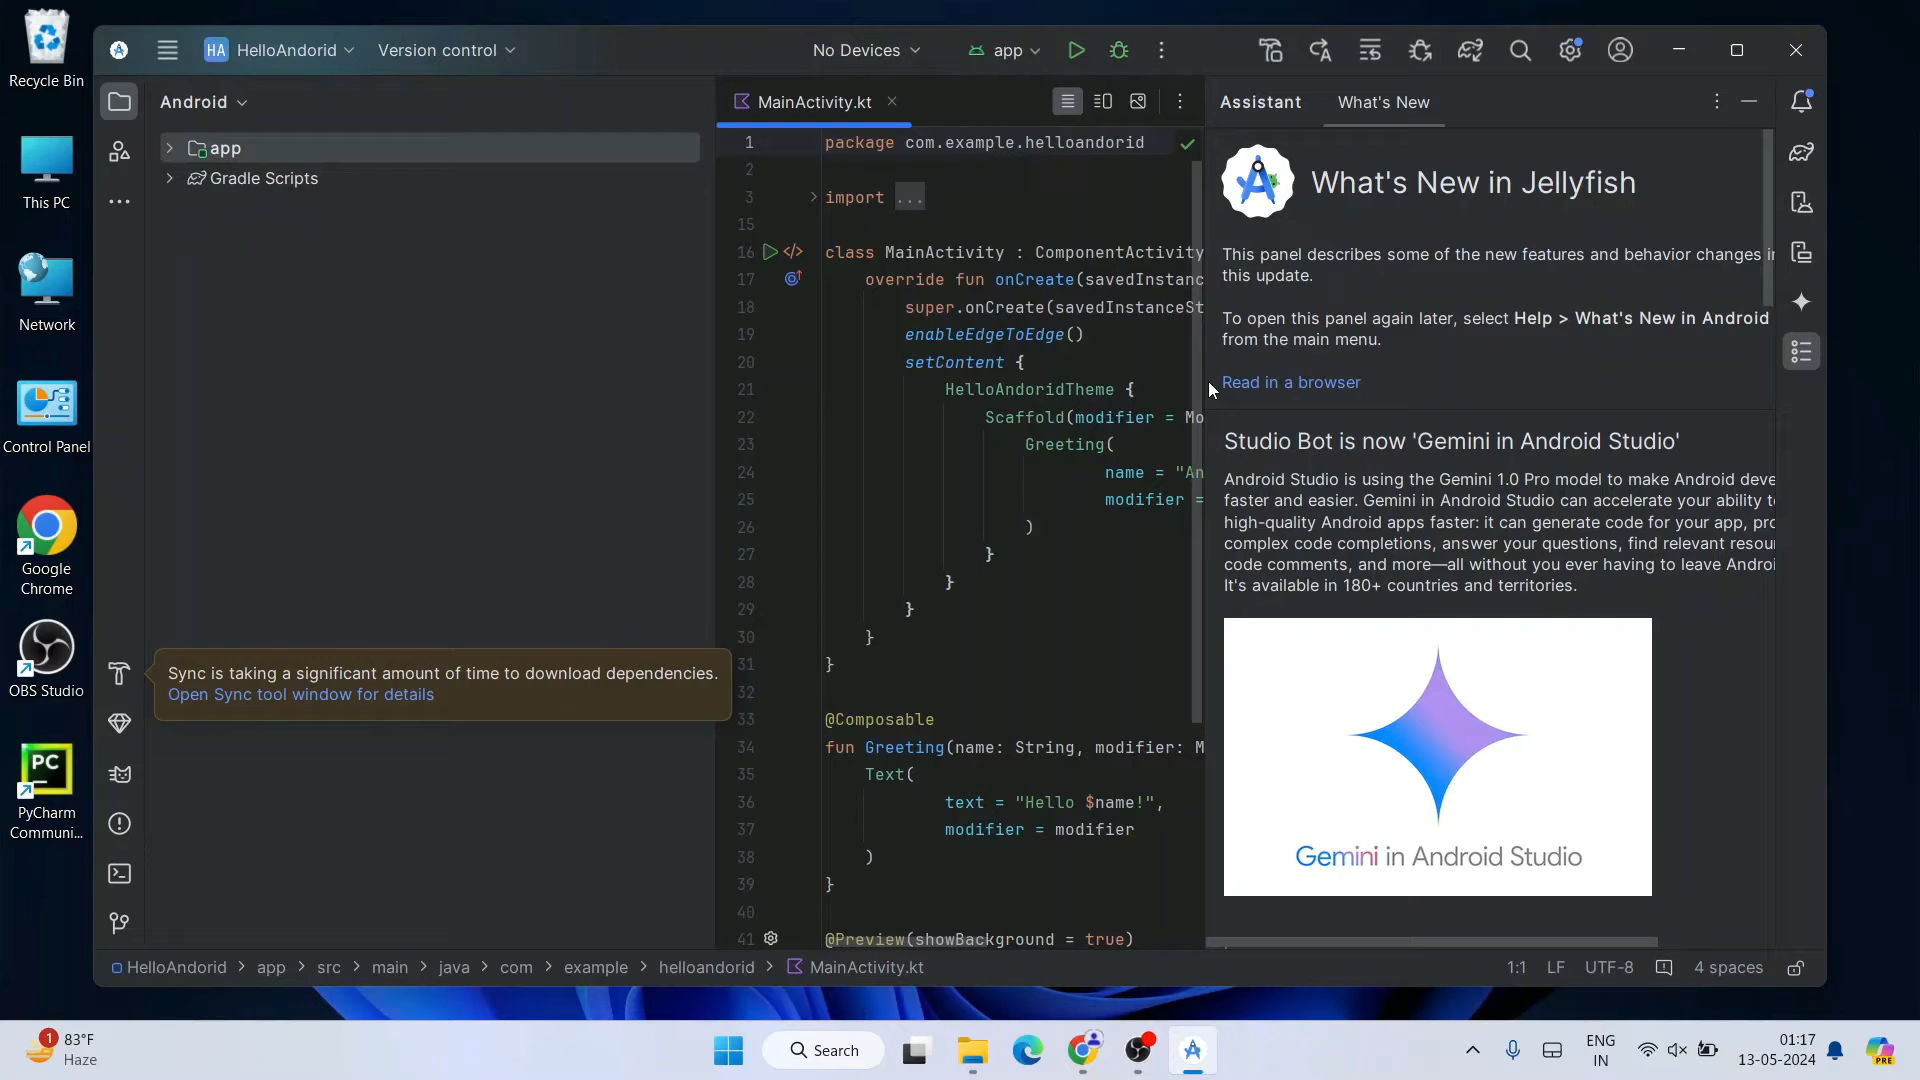 Recycle Bin
This PC
Network
Control Panel
Google
Chrome
OBS Studio
PC
PyCharm
Communi...
HA HelloAndorid
Version control
No Devices
app
Android
app
Gradle Scripts
Sync is taking a significant amount of time to download dependencies.
Open Sync tool window for details
MainActivity.kt
1 package com.example.helloandorid
2
3 import ...
15
16 class MainActivity : ComponentActivity
17 override fun onCreate(savedInstanc
18 super.onCreate(savedInstanceSt
19 enableEdgeToEdge()
20 setContent {
21 HelloAndoridTheme {
22 Scaffold(modifier = Mo
23 Greeting(
24 name = "An
25 modifier =
26 )
27 }
28 }
29 }
30 }
31 }
32
33 @Composable
34 fun Greeting(name: String, modifier: M
35 Text(
36 text = "Hello $name!",
37 modifier = modifier
38 )
39 }
40
41 @Preview(showBackground = true)
Assistant What's New
What's New in Jellyfish
This panel describes some of the new features and behavior changes in
this update.
To open this panel again later, select Help > What's New in Android
from the main menu.
Read in a browser
Studio Bot is now 'Gemini in Android Studio'
Android Studio is using the Gemini 1.0 Pro model to make Android deve
faster and easier. Gemini in Android Studio can accelerate your ability t
high-quality Android apps faster: it can generate code for your app, pro
complex code completions, answer your questions, find relevant resou
code comments, and more—all without you ever having to leave Androi
It's available in 180+ countries and territories.
Gemini in Android Studio
HelloAndorid > app > src > main > java > com > example > helloandorid > MainActivity.kt
1:1 LF UTF-8 4 spaces
1
83°F
Haze
Search
ENG
IN
01:17
13-05-2024
PRE